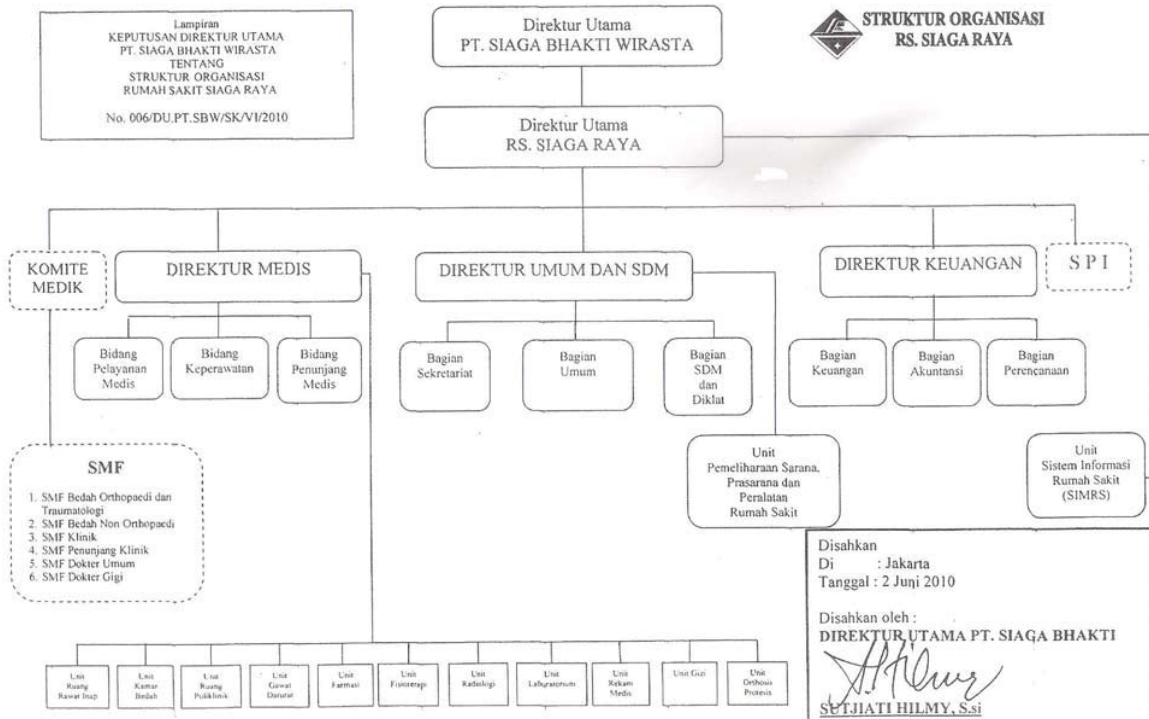 Lampiran
KEPUTUSAN DIREKTUR UTAMA
PT. SIAGA BHAKTI WIRASTA
TENTANG
STRUKTUR ORGANISASI
RUMAH SAKIT SIAGA RAYA
No. 006/DU.PT.SBW/SK/VI/2010
Direktur Utama
PT. SIAGA BHAKTI WIRASTA
STRUKTUR ORGANISASI
RS. SIAGA RAYA
Direktur Utama
RS. SIAGA RAYA
KOMITE
MEDIK
DIREKTUR MEDIS
DIREKTUR UMUM DAN SDM
DIREKTUR KEUANGAN
S P I
Bidang
Pelayanan
Medis
Bidang
Keperawatan
Bidang
Penunjang
Medis
Bagian
Sekretariat
Bagian
Umum
Bagian
SDM
dan
Diklat
Bagian
Keuangan
Bagian
Akuntansi
Bagian
Perencanaan
SMF
1. SMF Bedah Orthopaedi dan
Traumatologi
2. SMF Bedah Non Orthopaedi
3. SMF Klinik
4. SMF Penunjang Klinik
5. SMF Dokter Umum
6. SMF Dokter Gigi
Unit
Pemeliharaan Sarana,
Prasarana dan
Peralatan
Rumah Sakit
Unit
Sistem Informasi
Rumah Sakit
(SIMRS)
Unit
Ruang
Rawat Inap
Unit
Kamar
Bedah
Unit
Ruang
Poliklinik
Unit
Gawat
Darurat
Unit
Farmasi
Unit
Fisioterapi
Unit
Radiologi
Unit
Laboratorium
Unit
Rekam
Medis
Unit Gizi
Unit
Orthosis
Protesis
Disahkan
Di : Jakarta
Tanggal : 2 Juni 2010
Disahkan oleh :
DIREKTUR UTAMA PT. SIAGA BHAKTI
SUTJIATI HILMY, S.si